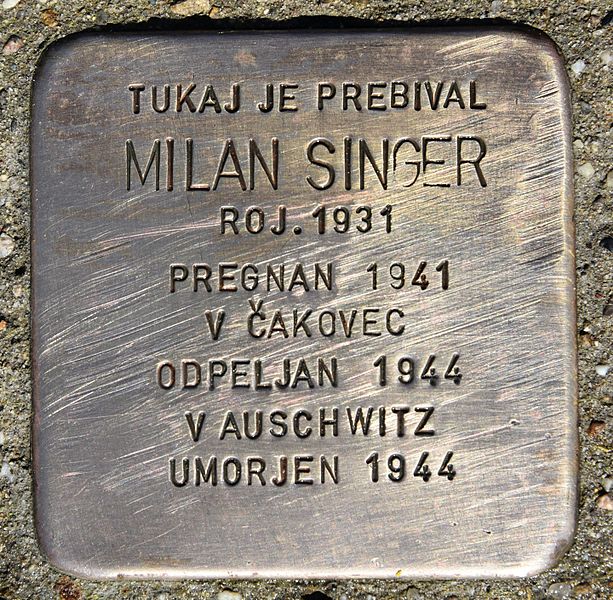 TUKAJ JE PREBIVAL
MILAN SINGER
ROJ. 1931
PREGNAN 1941
V ČAKOVEC
ODPELJAN 1944
V AUSCHWITZ
UMORJEN 1944